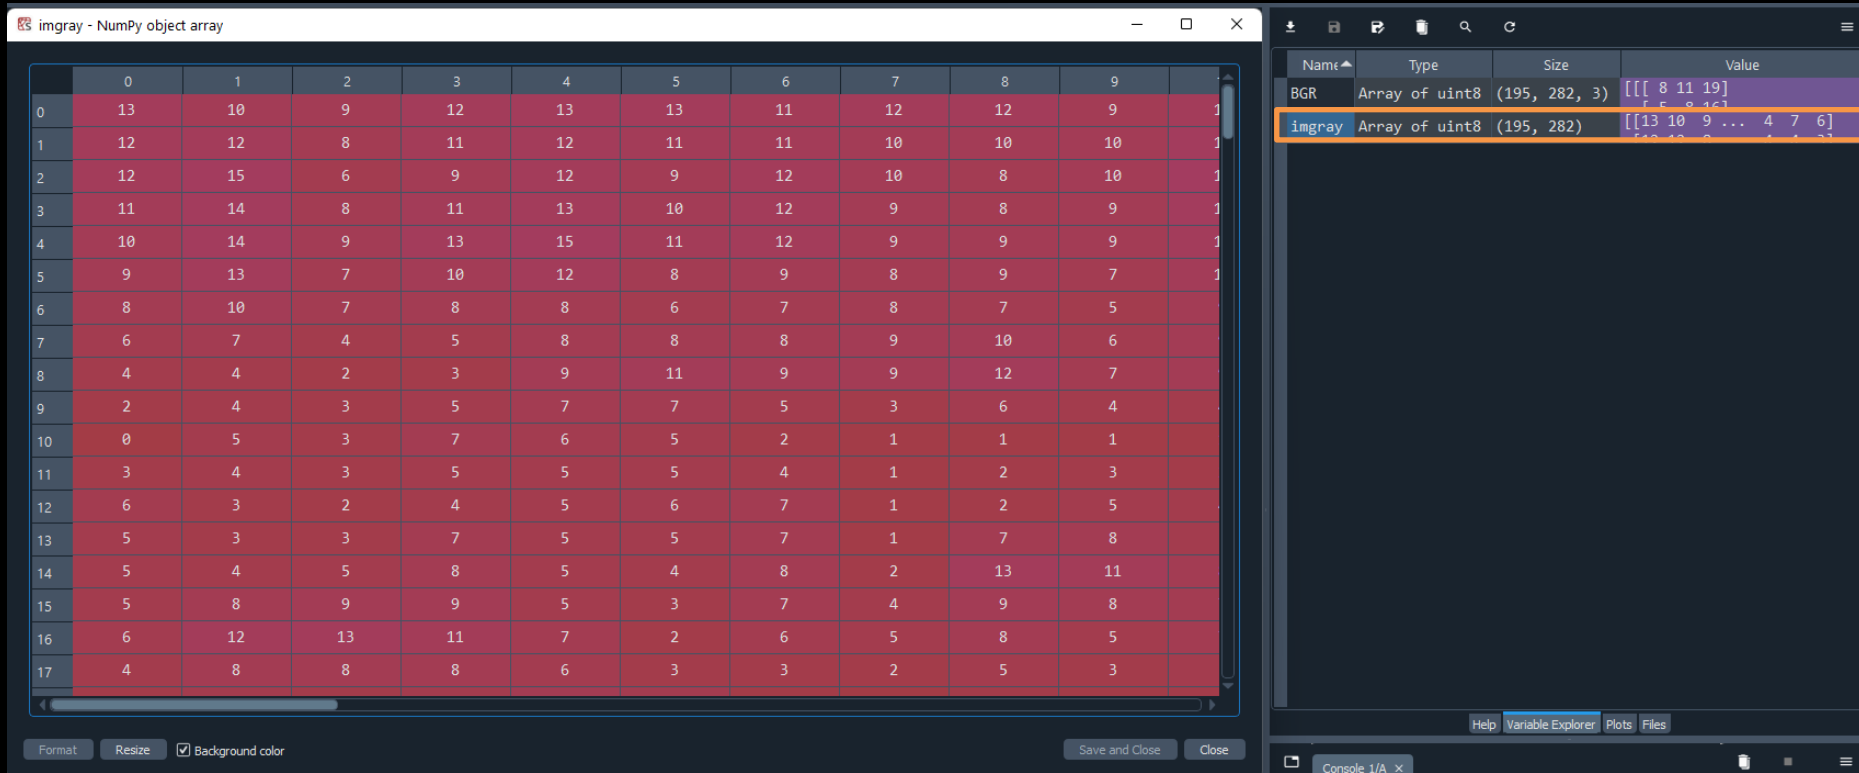 imgray - NumPy object array
0 1 2 3 4 5 6 7 8 9
0 13 10 9 12 13 13 11 12 12 9 1
1 12 12 8 11 12 11 11 10 10 10 1
2 12 15 6 9 12 9 12 10 8 10 1
3 11 14 8 11 13 10 12 9 8 9 1
4 10 14 9 13 15 11 12 9 9 9 1
5 9 13 7 10 12 8 9 8 9 7 1
6 8 10 7 8 8 6 7 8 7 5
7 6 7 4 5 8 8 8 9 10 6
8 4 4 2 3 9 11 9 9 12 7
9 2 4 3 5 7 7 5 3 6 4
10 0 5 3 7 6 5 2 1 1 1
11 3 4 3 5 5 5 4 1 2 3
12 6 3 2 4 5 6 7 1 2 5
13 5 3 3 7 5 5 7 1 7 8
14 5 4 5 8 5 4 8 2 13 11
15 5 8 9 9 5 3 7 4 9 8
16 6 12 13 11 7 2 6 5 8 5
17 4 8 8 8 6 3 3 2 5 3
Format Resize Background color Save and Close Close
Name Type Size Value
BGR Array of uint8 (195, 282, 3) [[[ 8 11 19]
[ 5 8 16]
imgray Array of uint8 (195, 282) [[13 10 9 ... 4 7 6]
Help Variable Explorer Plots Files
Console 1/A